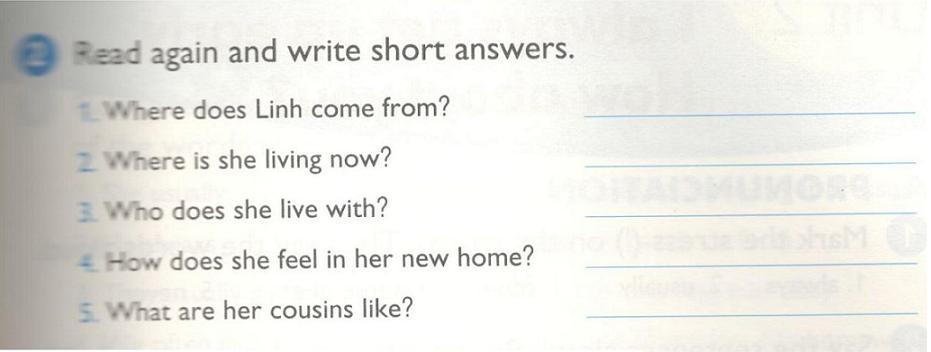 2 Read again and write short answers.
1. Where does Linh come from?
2. Where is she living now?
3. Who does she live with?
4. How does she feel in her new home?
5. What are her cousins like?